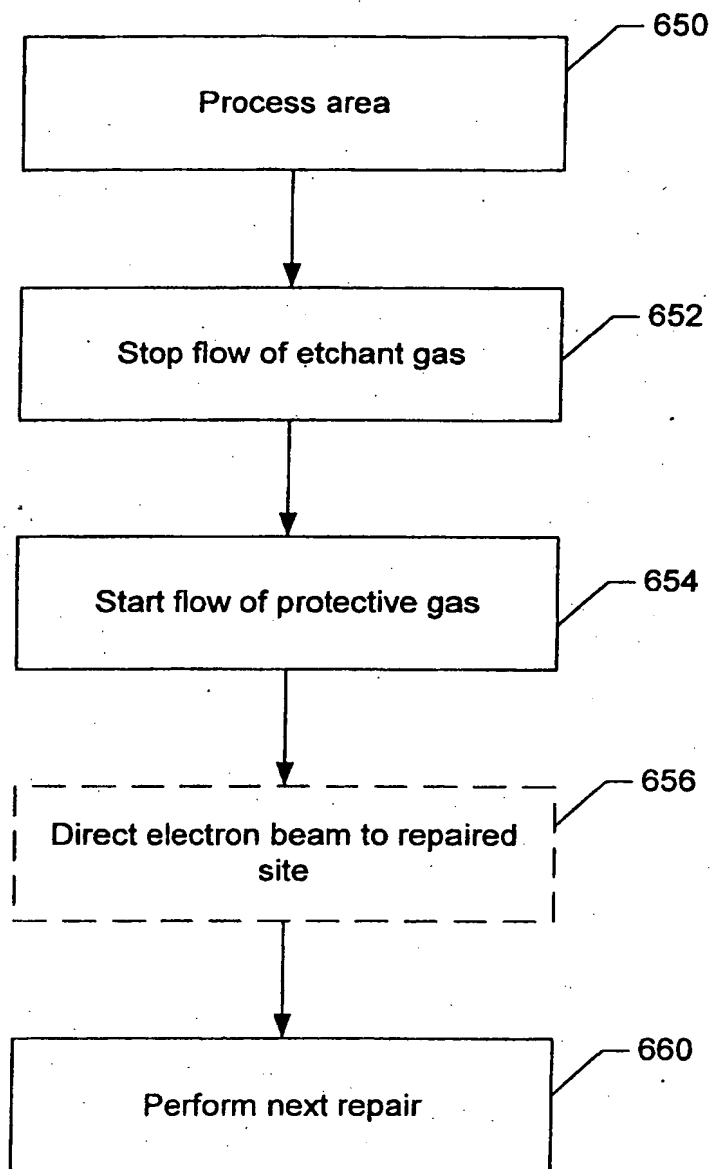 650
Process area
652
Stop flow of etchant gas
654
Start flow of protective gas
656
Direct electron beam to repaired
site
660
Perform next repair